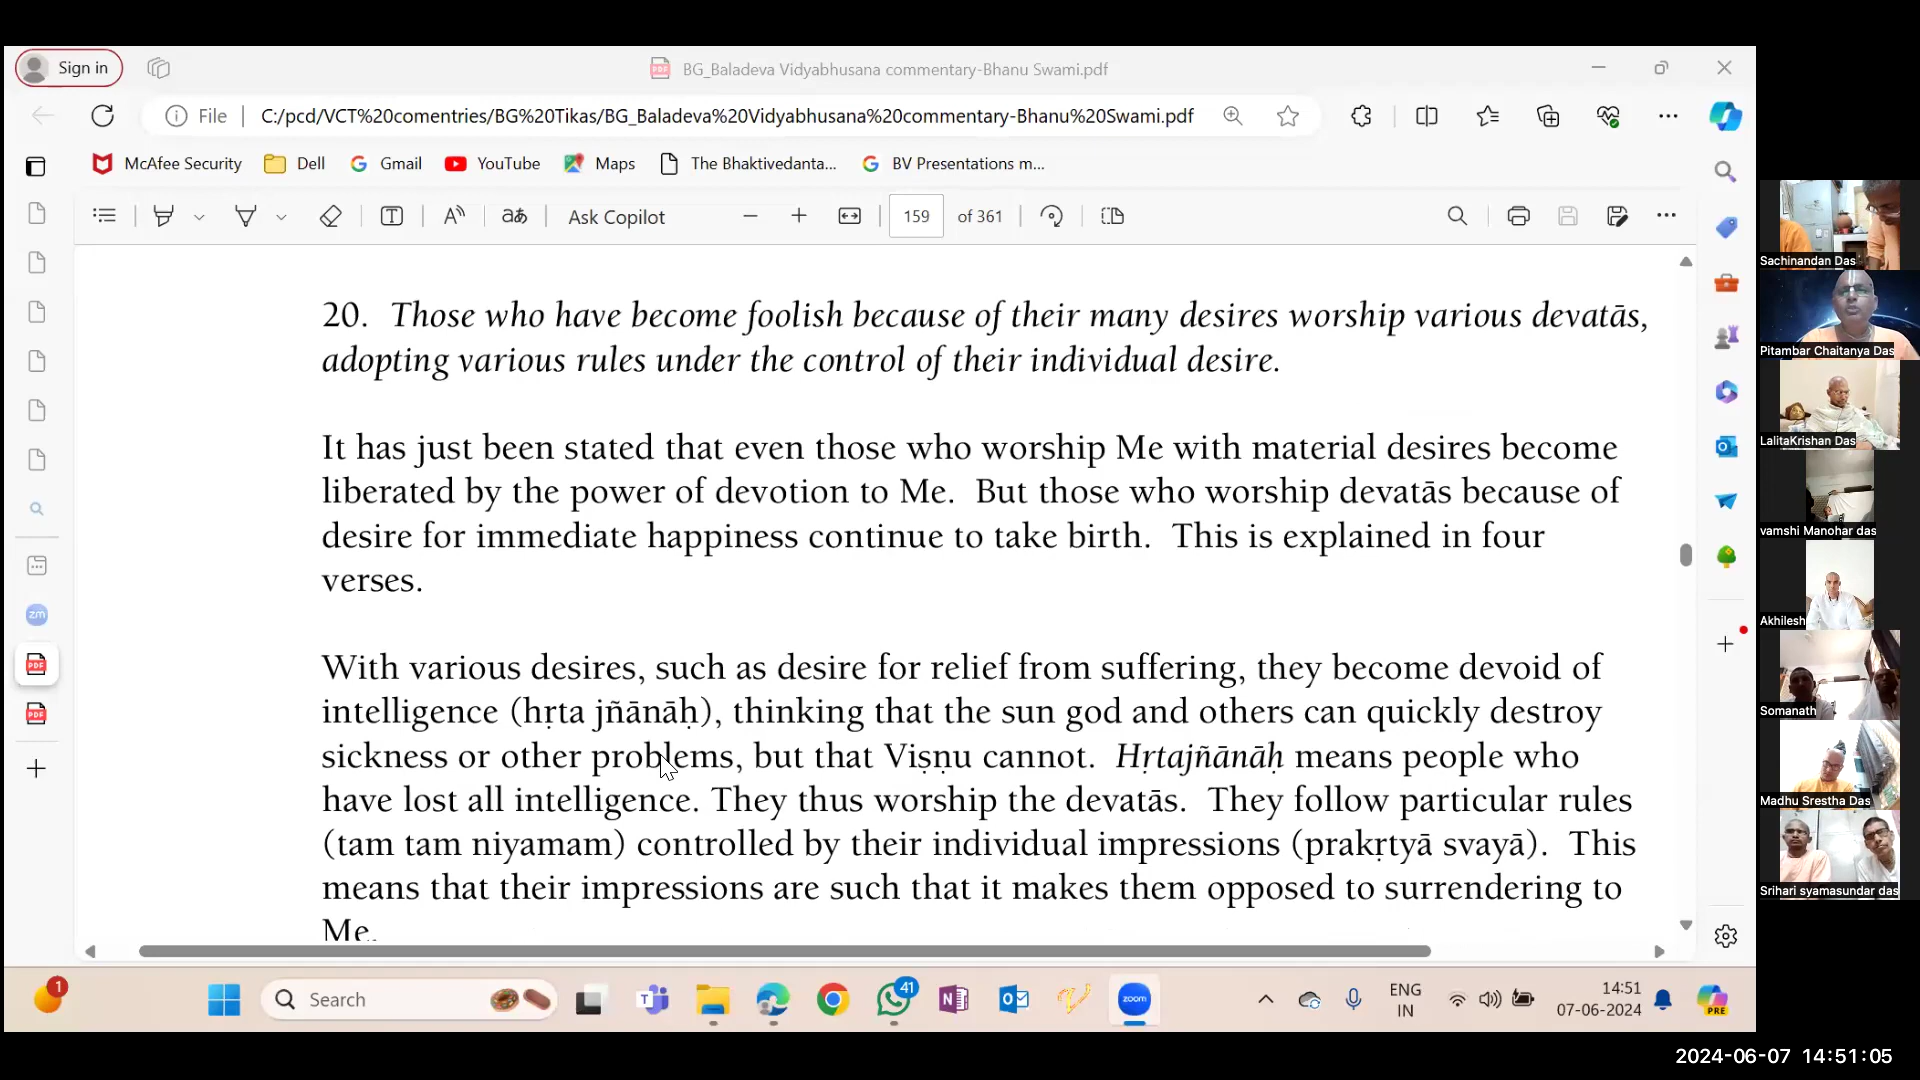 Sign in
BG_Baladeva Vidyabhusana commentary-Bhanu Swami.pdf
File
C:/pcd/VCT%20comentries/BG%20Tikas/BG_Baladeva%20Vidyabhusana%20commentary-Bhanu%20Swami.pdf
McAfee Security
Dell
Gmail
YouTube
Maps
The Bhaktivedanta...
BV Presentations m...
Ask Copilot
159
of 361
20. Those who have become foolish because of their many desires worship various devatās,
adopting various rules under the control of their individual desire.
It has just been stated that even those who worship Me with material desires become
liberated by the power of devotion to Me. But those who worship devatās because of
desire for immediate happiness continue to take birth. This is explained in four
verses.
With various desires, such as desire for relief from suffering, they become devoid of
intelligence (hṛta jñānāḥ), thinking that the sun god and others can quickly destroy
sickness or other problems, but that Viṣṇu cannot. Hṛtajñānāḥ means people who
have lost all intelligence. They thus worship the devatās. They follow particular rules
(tam tam niyamam) controlled by their individual impressions (prakṛtyā svayā). This
means that their impressions are such that it makes them opposed to surrendering to
Me.
Sachinandan Das
Pitambar Chaitanya Das
LalitaKrishan Das
vamshi Manohar das
Akhilesh
Somanath
Madhu Srestha Das
Srihari syamasundar das
zm
PDF
PDF
1
Search
41
zoom
ENG
IN
14:51
07-06-2024
PRE
2024-06-07 14:51:05